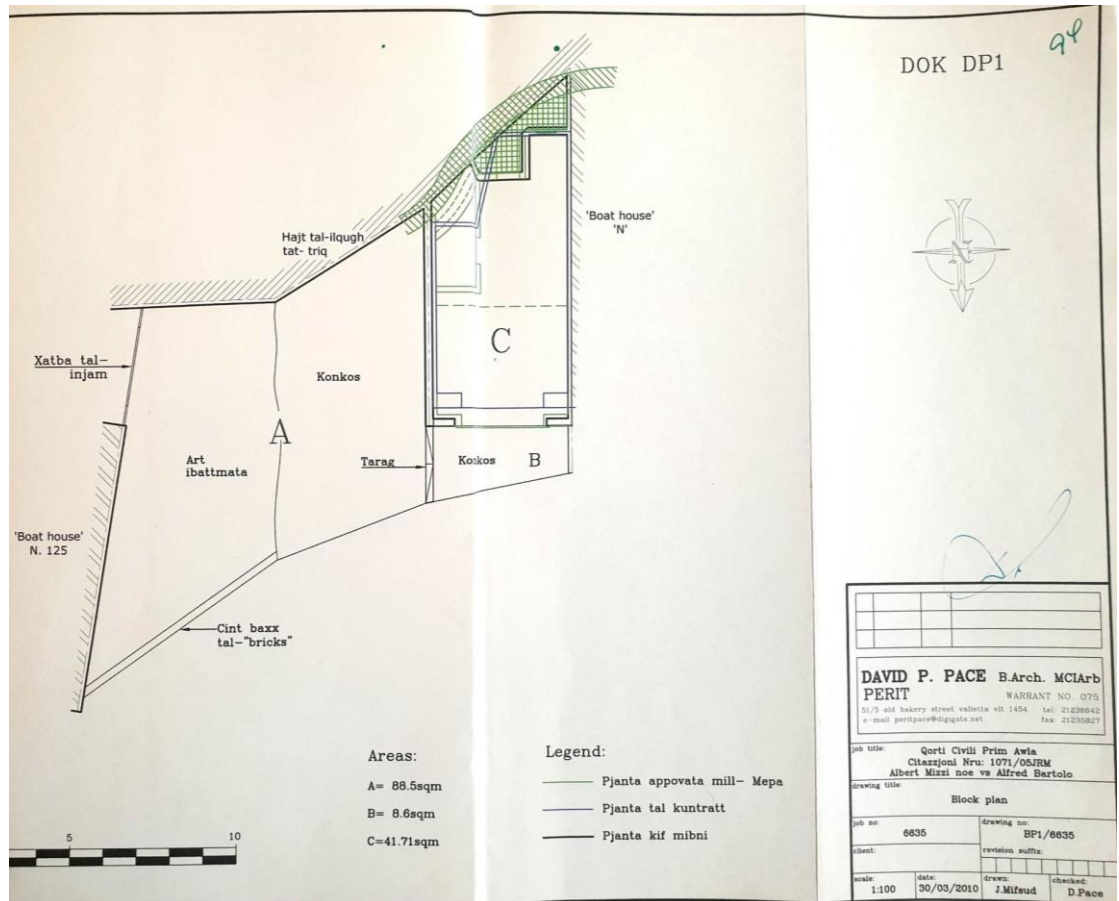 DOK DP1
'Boat house'
'N'
Hajt tal-ilqugh
tat- triq
Xatba tal-
injam
Konkos
C
A
Art
ibattmata
Tarag
Konkos
B
'Boat house'
N. 125
Cint baxx
tal-"bricks"
N
Areas:
A= 88.5sqm
B= 8.6sqm
C=41.71sqm
Legend:
Pjanta appovata mill- Mepa
Pjanta tal kuntratt
Pjanta kif mibni
5
10
DAVID P. PACE B.Arch. MCIArb
PERIT WARRANT NO. 075
51/5 old bakery street valletta vlt 1454 tel: 21238642
e-mail peritpace@digigate.net fax: 21235827
job title: Qorti Civili Prim Awla
Citazzjoni Nru: 1071/05JRM
Albert Mizzi noe vs Alfred Bartolo
drawing title:
Block plan
job no: drawing no:
6635 BP1/6635
client: revision suffix:
scale: date: drawn: checked:
1:100 30/03/2010 J.Mifsud D.Pace